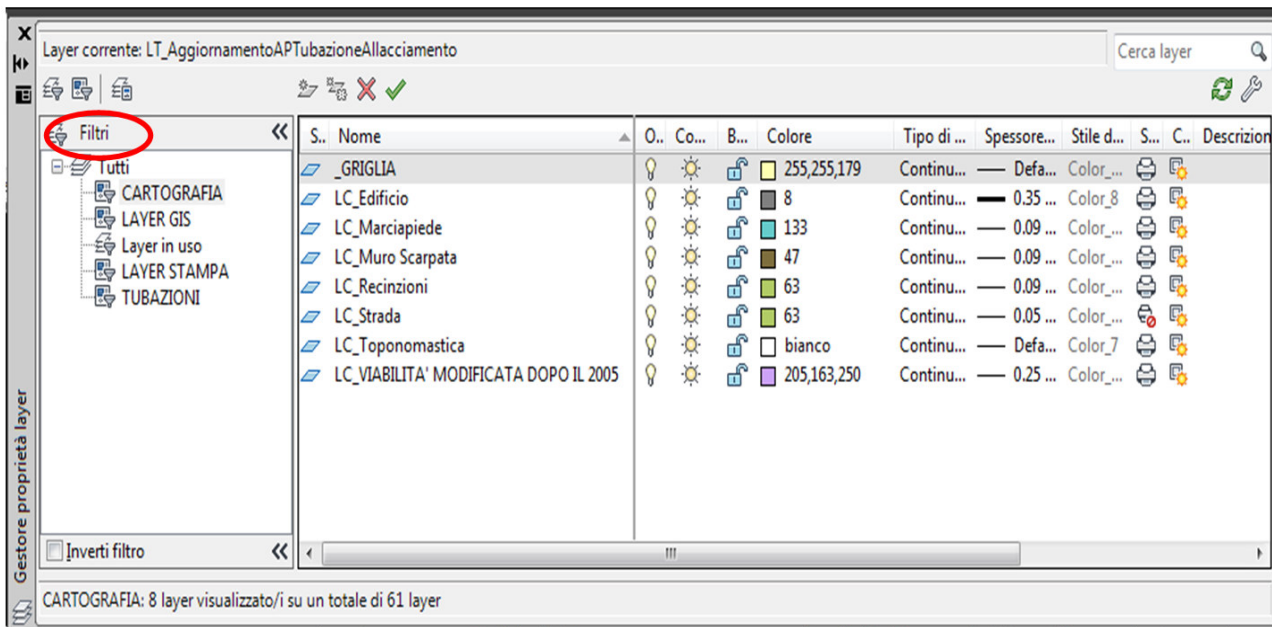 Layer corrente: LT_AggiornamentoAPTubazioneAllacciamento
Cerca layer
Filtri
Tutti
CARTOGRAFIA
LAYER GIS
Layer in uso
LAYER STAMPA
TUBAZIONI
Inverti filtro
S.. Nome O.. Co... B... Colore Tipo di ... Spessore... Stile d... S... C.. Descrizion
_GRIGLIA 255,255,179 Continu... Defa... Color_...
LC_Edificio 8 Continu... 0.35 ... Color_8
LC_Marciapiede 133 Continu... 0.09 ... Color_...
LC_Muro Scarpata 47 Continu... 0.09 ... Color_...
LC_Recinzioni 63 Continu... 0.09 ... Color_...
LC_Strada 63 Continu... 0.05 ... Color_...
LC_Toponomastica bianco Continu... Defa... Color_7
LC_VIABILITA' MODIFICATA DOPO IL 2005 205,163,250 Continu... 0.25 ... Color_...
Gestore proprietà layer
CARTOGRAFIA: 8 layer visualizzato/i su un totale di 61 layer